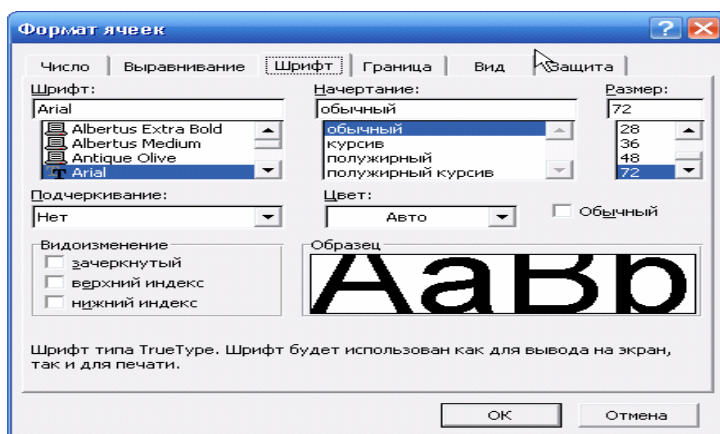 Формат ячеек
Число Выравнивание Шрифт Граница Вид Защита
Шрифт: Начертание: Размер:
Arial обычный 72
Albertus Extra Bold обычный 28
Albertus Medium курсив 36
Antique Olive полужирный 48
Arial полужирный курсив 72
Подчеркивание: Цвет:
Нет Авто Обычный
Видоизменение Образец
зачеркнутый
верхний индекс
нижний индекс
АаВb
Шрифт типа TrueType. Шрифт будет использован как для вывода на экран,
так и для печати.
ОК Отмена